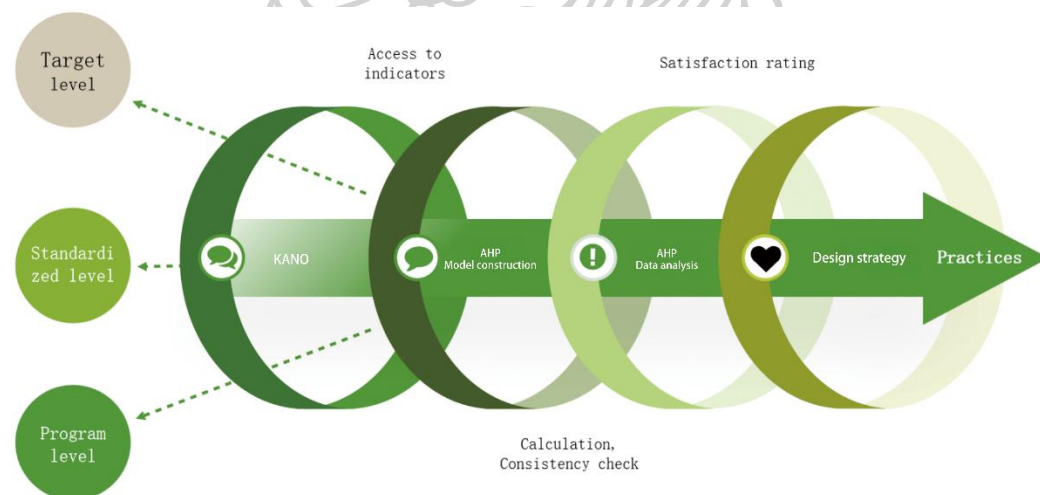 Target
level
Access to
indicators
Satisfaction rating
Standardi
zed level
KANO
AHP
Model construction
AHP
Data analysis
Design strategy
Practices
Program
level
Calculation,
Consistency check